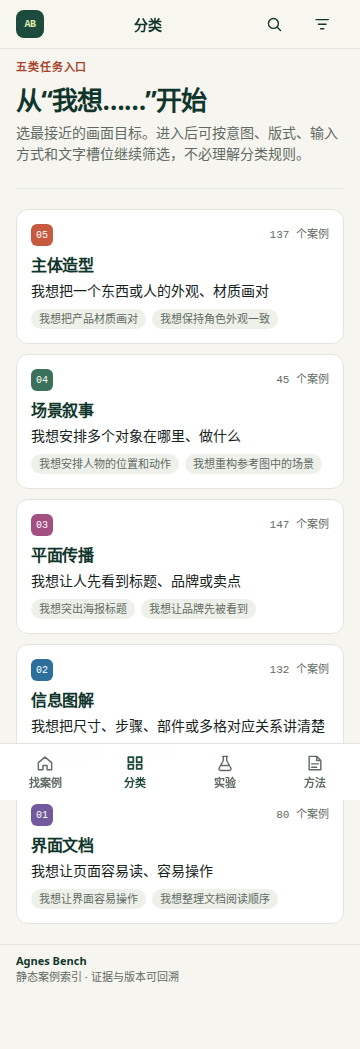 AB
分类
五类任务入口
从“我想……”开始
选最接近的画面目标。进入后可按意图、版式、输入
方式和文字槽位继续筛选，不必理解分类规则。
05
137 个案例
主体造型
我想把一个东西或人的外观、材质画对
我想把产品材质画对
我想保持角色外观一致
04
45 个案例
场景叙事
我想安排多个对象在哪里、做什么
我想安排人物的位置和动作
我想重构参考图中的场景
03
147 个案例
平面传播
我想让人先看到标题、品牌或卖点
我想突出海报标题
我想让品牌先被看到
02
132 个案例
信息图解
我想把尺寸、步骤、部件或多格对应关系讲清楚
找案例
分类
实验
方法
01
80 个案例
界面文档
我想让页面容易读、容易操作
我想让界面容易操作
我想整理文档阅读顺序
Agnes Bench
静态案例索引 · 证据与版本可回溯